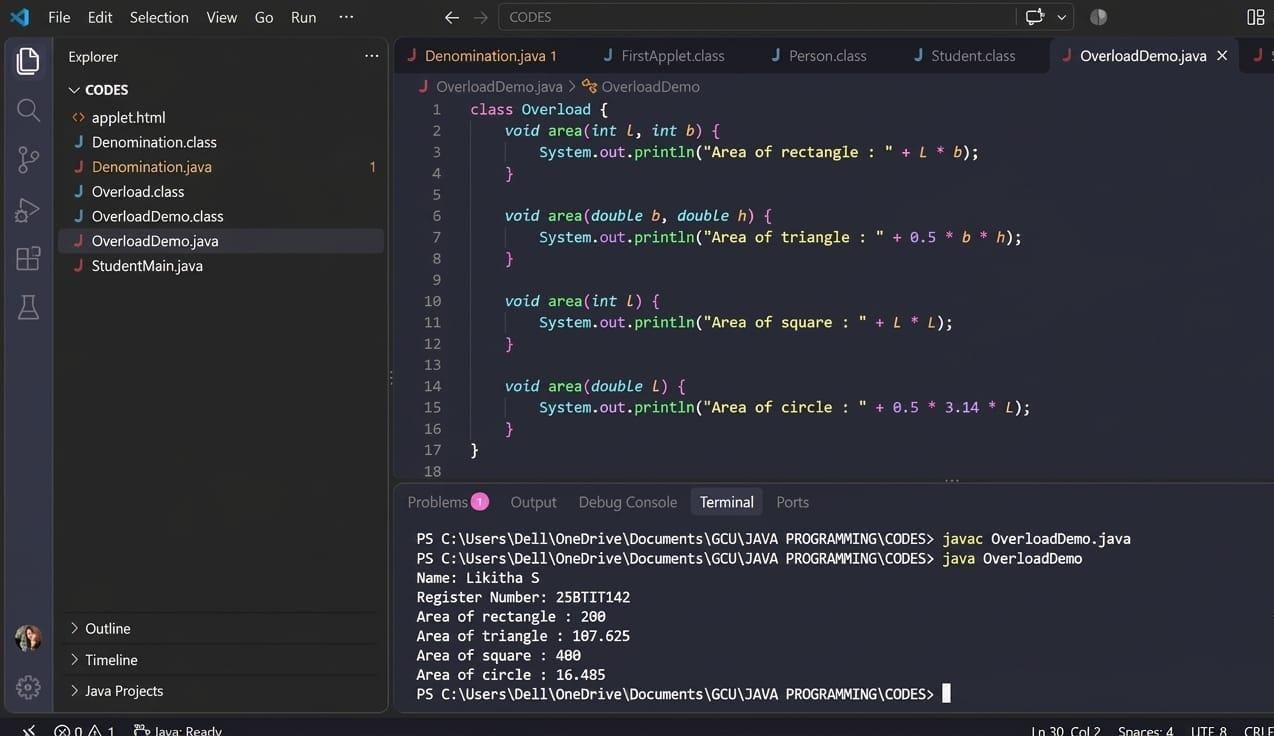 File Edit Selection View Go Run ··· CODES
Explorer ···
CODES
applet.html
Denomination.class
Denomination.java 1
Overload.class
OverloadDemo.class
OverloadDemo.java
StudentMain.java
Outline
Timeline
Java Projects
Denomination.java 1 FirstApplet.class Person.class Student.class OverloadDemo.java
OverloadDemo.java > OverloadDemo
1 class Overload {
2 void area(int l, int b) {
3 System.out.println("Area of rectangle : " + L * b);
4 }
5
6 void area(double b, double h) {
7 System.out.println("Area of triangle : " + 0.5 * b * h);
8 }
9
10 void area(int l) {
11 System.out.println("Area of square : " + L * L);
12 }
13
14 void area(double L) {
15 System.out.println("Area of circle : " + 0.5 * 3.14 * L);
16 }
17 }
18
Problems 1 Output Debug Console Terminal Ports
PS C:\Users\Dell\OneDrive\Documents\GCU\JAVA PROGRAMMING\CODES> javac OverloadDemo.java
PS C:\Users\Dell\OneDrive\Documents\GCU\JAVA PROGRAMMING\CODES> java OverloadDemo
Name: Likitha S
Register Number: 25BTIT142
Area of rectangle : 200
Area of triangle : 107.625
Area of square : 400
Area of circle : 16.485
PS C:\Users\Dell\OneDrive\Documents\GCU\JAVA PROGRAMMING\CODES>
0 1 Java: Ready Ln 30, Col 2 Spaces: 4 UTF-8 CRLF